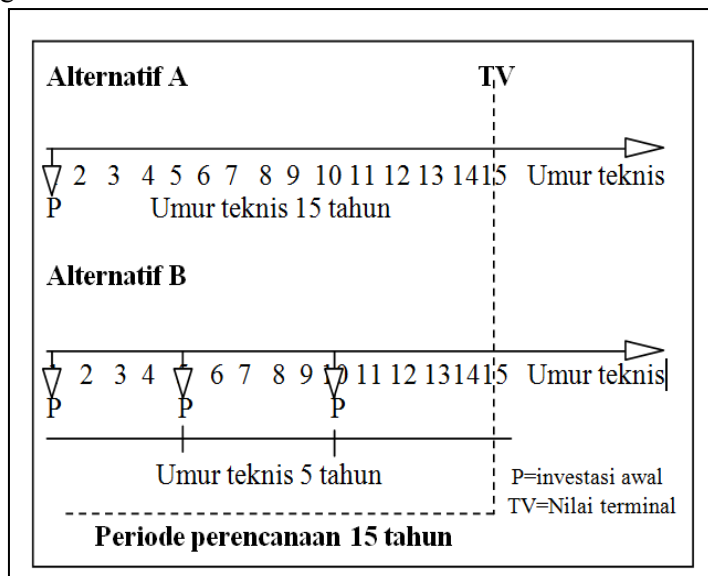 Alternatif A TV
2 3 4 5 6 7 8 9 10 11 12 13 14 15 Umur teknis
P Umur teknis 15 tahun
Alternatif B
2 3 4 6 7 8 9 10 11 12 13 14 15 Umur teknis
P P P
Umur teknis 5 tahun P=investasi awal
TV=Nilai terminal
Periode perencanaan 15 tahun